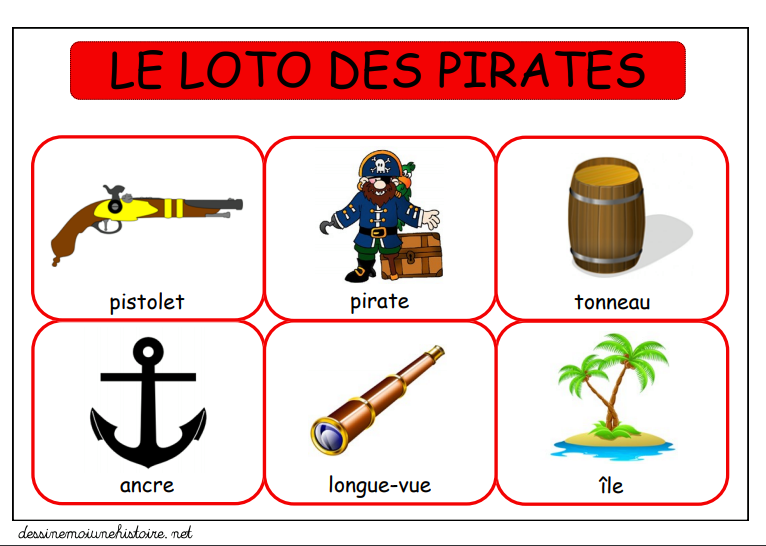 LE LOTO DES PIRATES
pistolet
pirate
tonneau
ancre
longue-vue
île
dessinemoiunehistoire.net